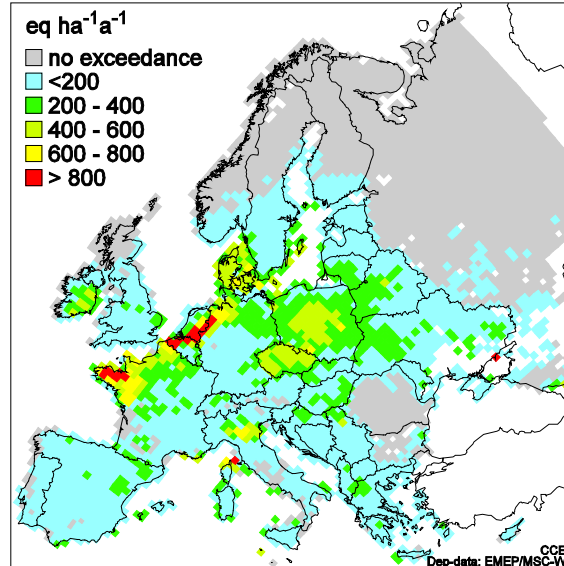 eq ha⁻¹a⁻¹
no exceedance
<200
200 - 400
400 - 600
600 - 800
> 800
CCE
Dep-data: EMEP/MSC-W